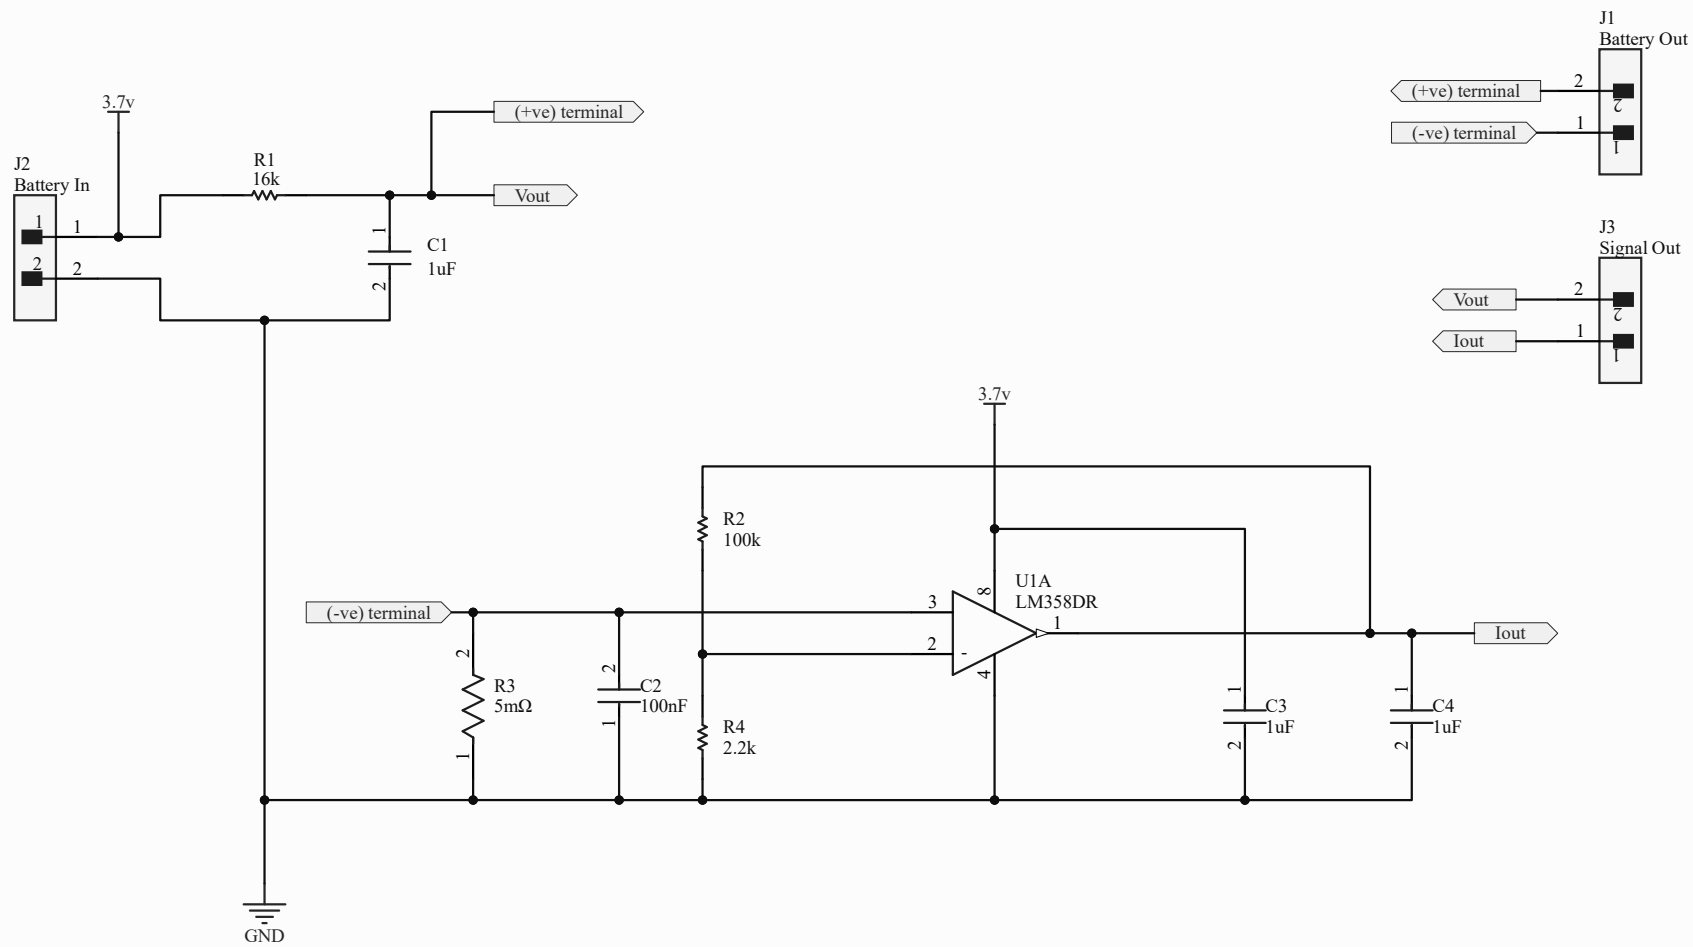 J1
Battery Out
(+ve) terminal
2
2
(-ve) terminal
1
1
3.7v
(+ve) terminal
J2
Battery In
R1
16k
Vout
1
1
2
2
1
C1
1uF
2
J3
Signal Out
Vout
2
2
Iout
1
1
3.7v
R2
100k
U1A
LM358DR
8
(-ve) terminal
3
1
Iout
2
-
4
2
R3
5mΩ
1
2
C2
100nF
1
R4
2.2k
1
C3
1uF
2
1
C4
1uF
2
GND